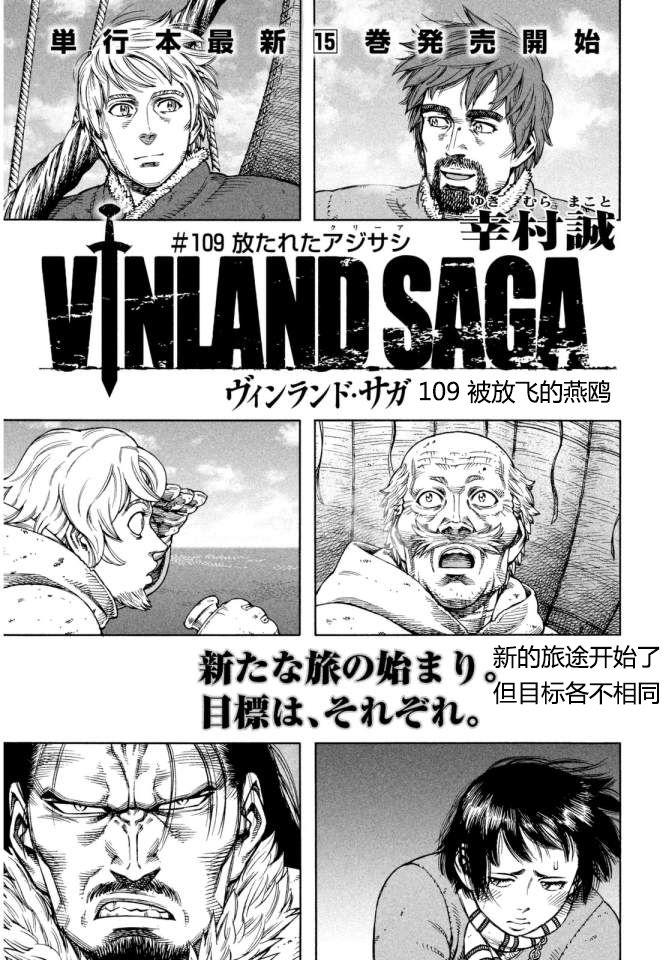 単行本最新15巻発売開始
ゆきむらまこと
幸村誠
クリーア
#109 放たれたアジサシ
VINLAND SAGA
ヴィンランド・サガ
109 被放飞的燕鸥
新たな旅の始まり。
目標は、それぞれ。
新的旅途开始了
但目标各不相同